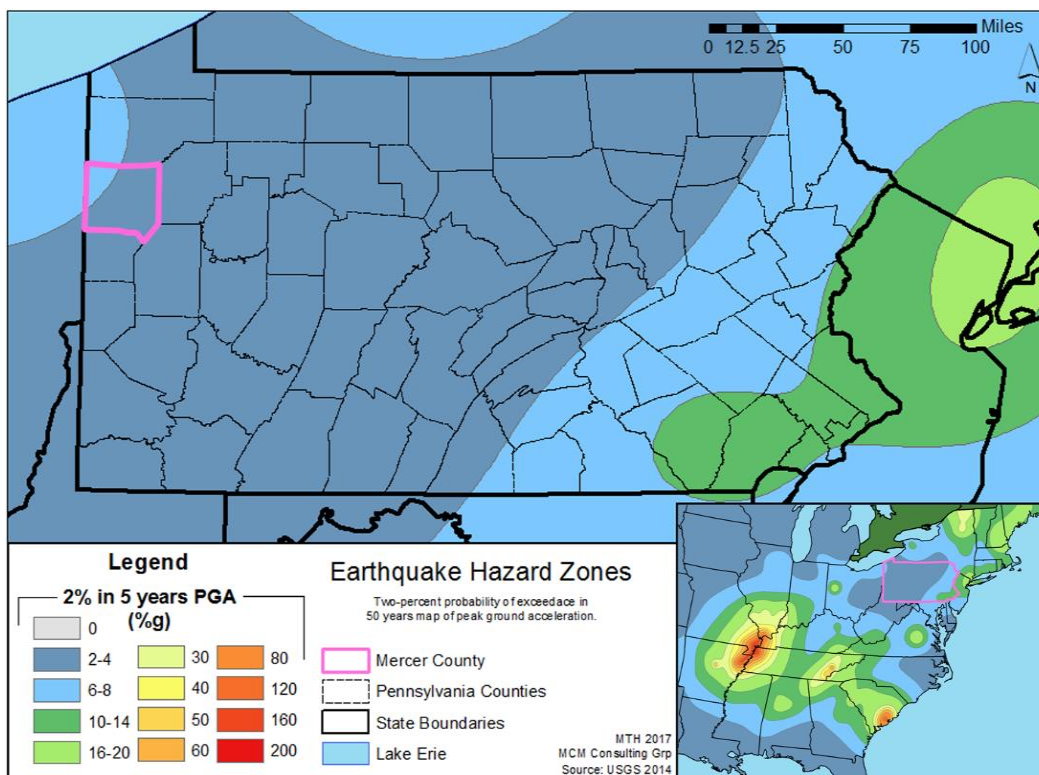 Miles
0 12.5 25 50 75 100
N
Legend
2% in 5 years PGA
(%g)
0
2-4
6-8
10-14
16-20
30
40
50
60
80
120
160
200
Earthquake Hazard Zones
Two-percent probability of exceedance in
50 years map of peak ground acceleration.
Mercer County
Pennsylvania Counties
State Boundaries
Lake Erie
MTH 2017
MCM Consulting Grp
Source: USGS 2014